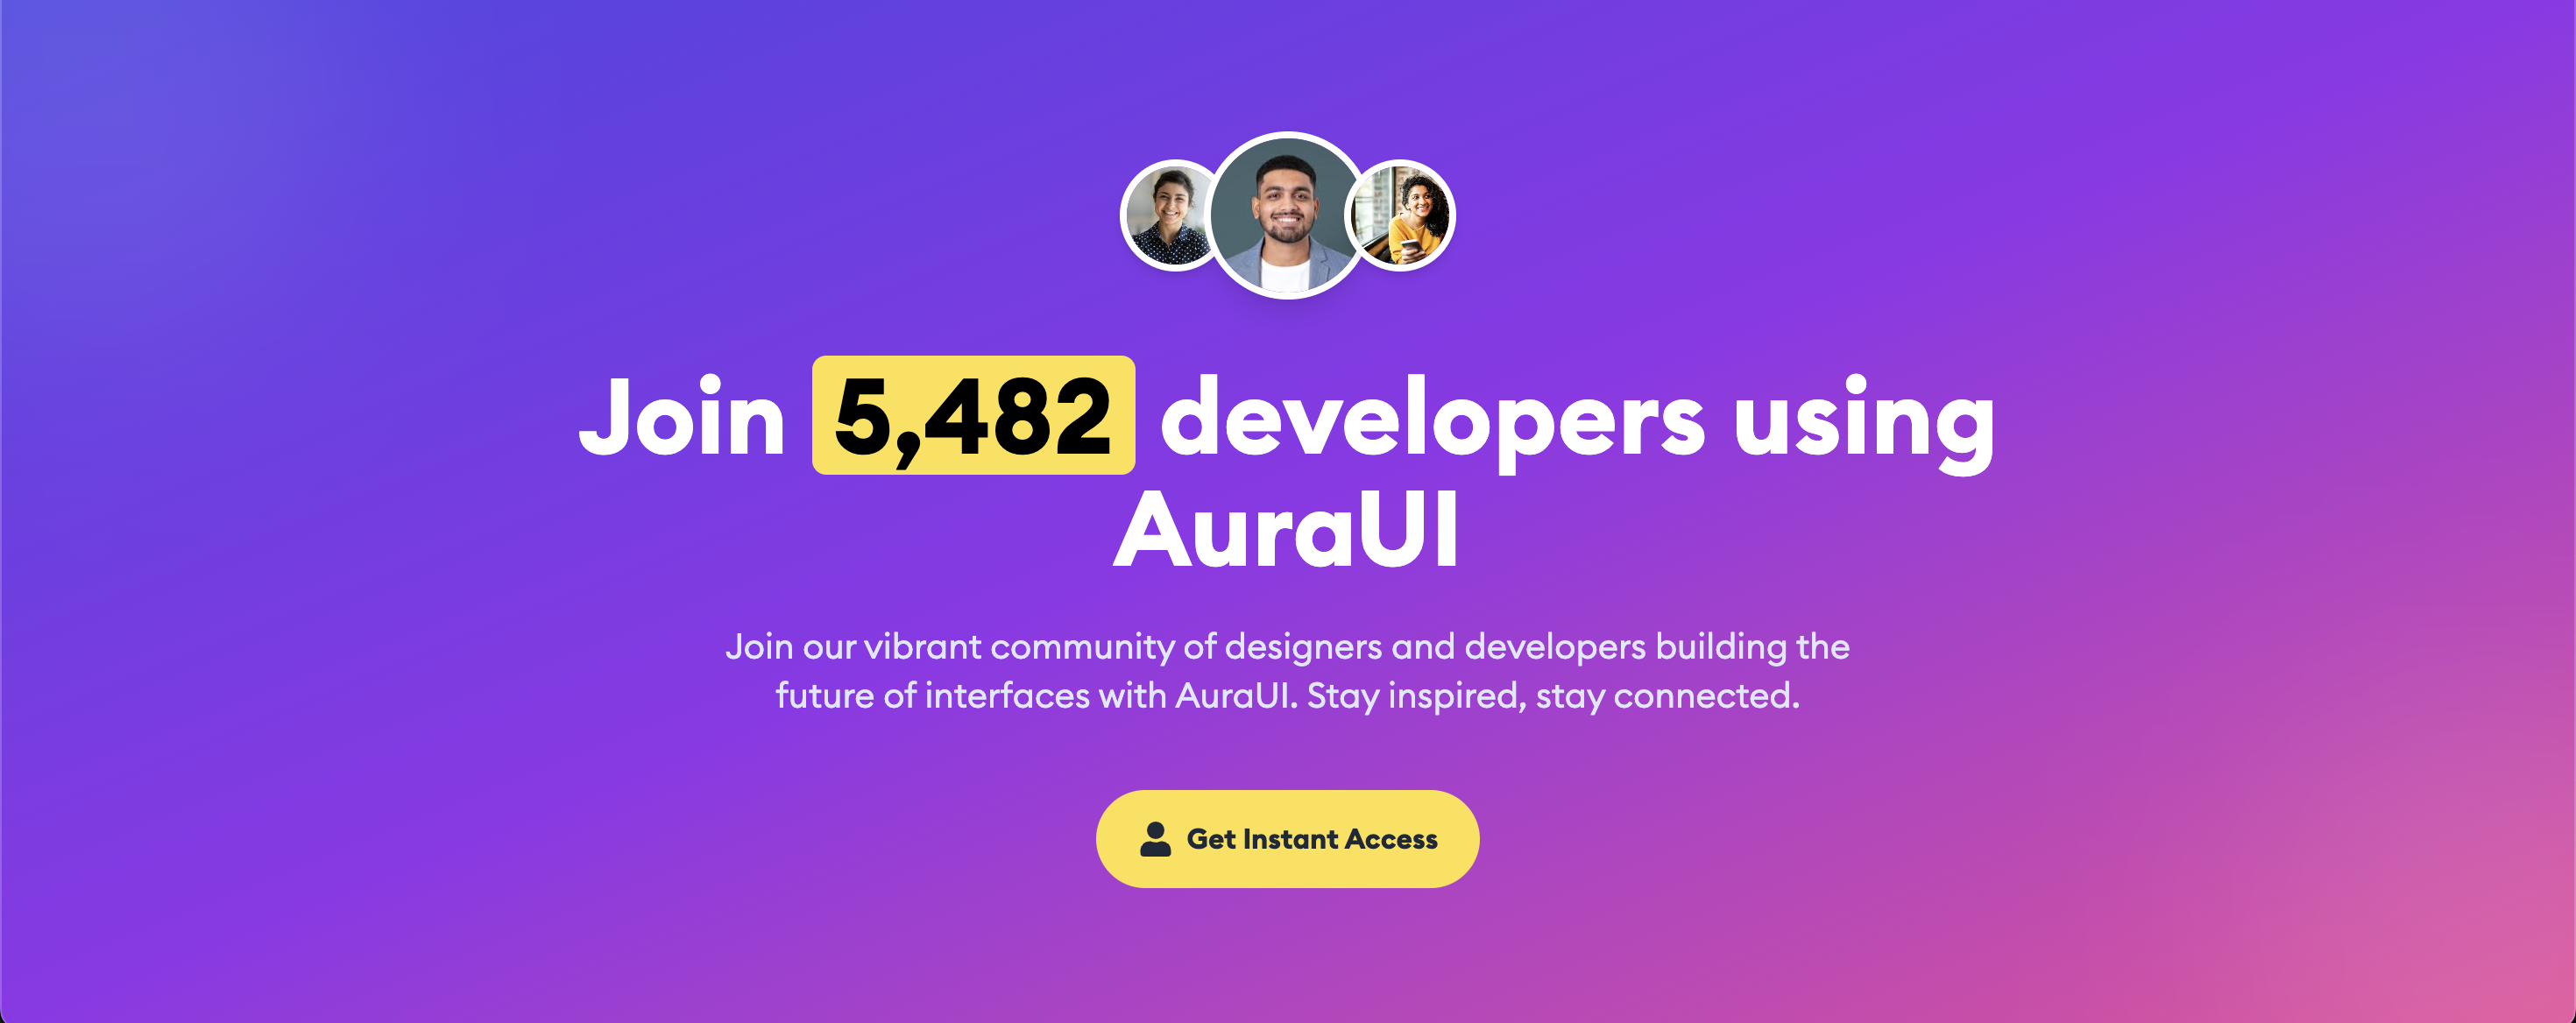 Join 5,482 developers using
AuraUI
Join our vibrant community of designers and developers building the
future of interfaces with AuraUI. Stay inspired, stay connected.
Get Instant Access